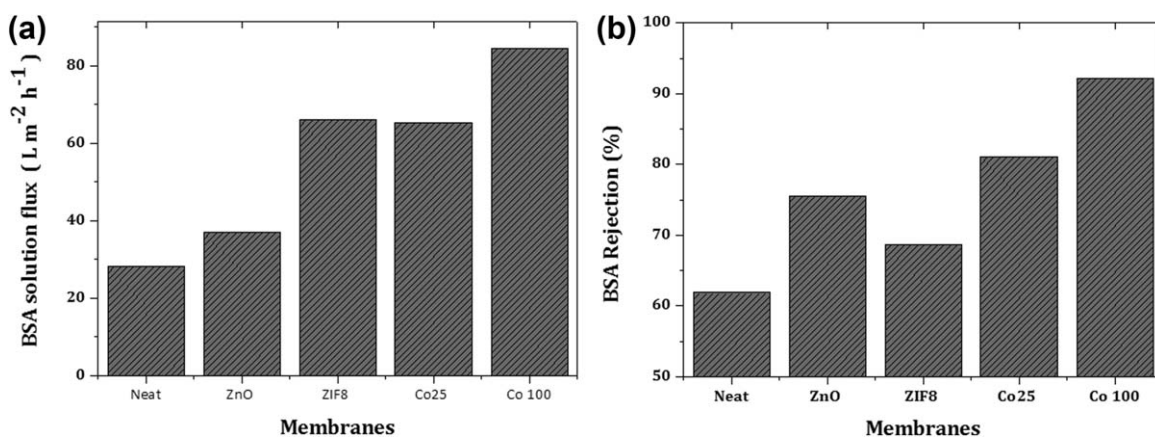 (a)
BSA solution flux ( L m⁻² h⁻¹ )
80
60
40
20
0
Neat ZnO ZIF8 Co25 Co 100
Membranes
(b)
BSA Rejection (%)
100
90
80
70
60
50
Neat ZnO ZIF8 Co25 Co 100
Membranes